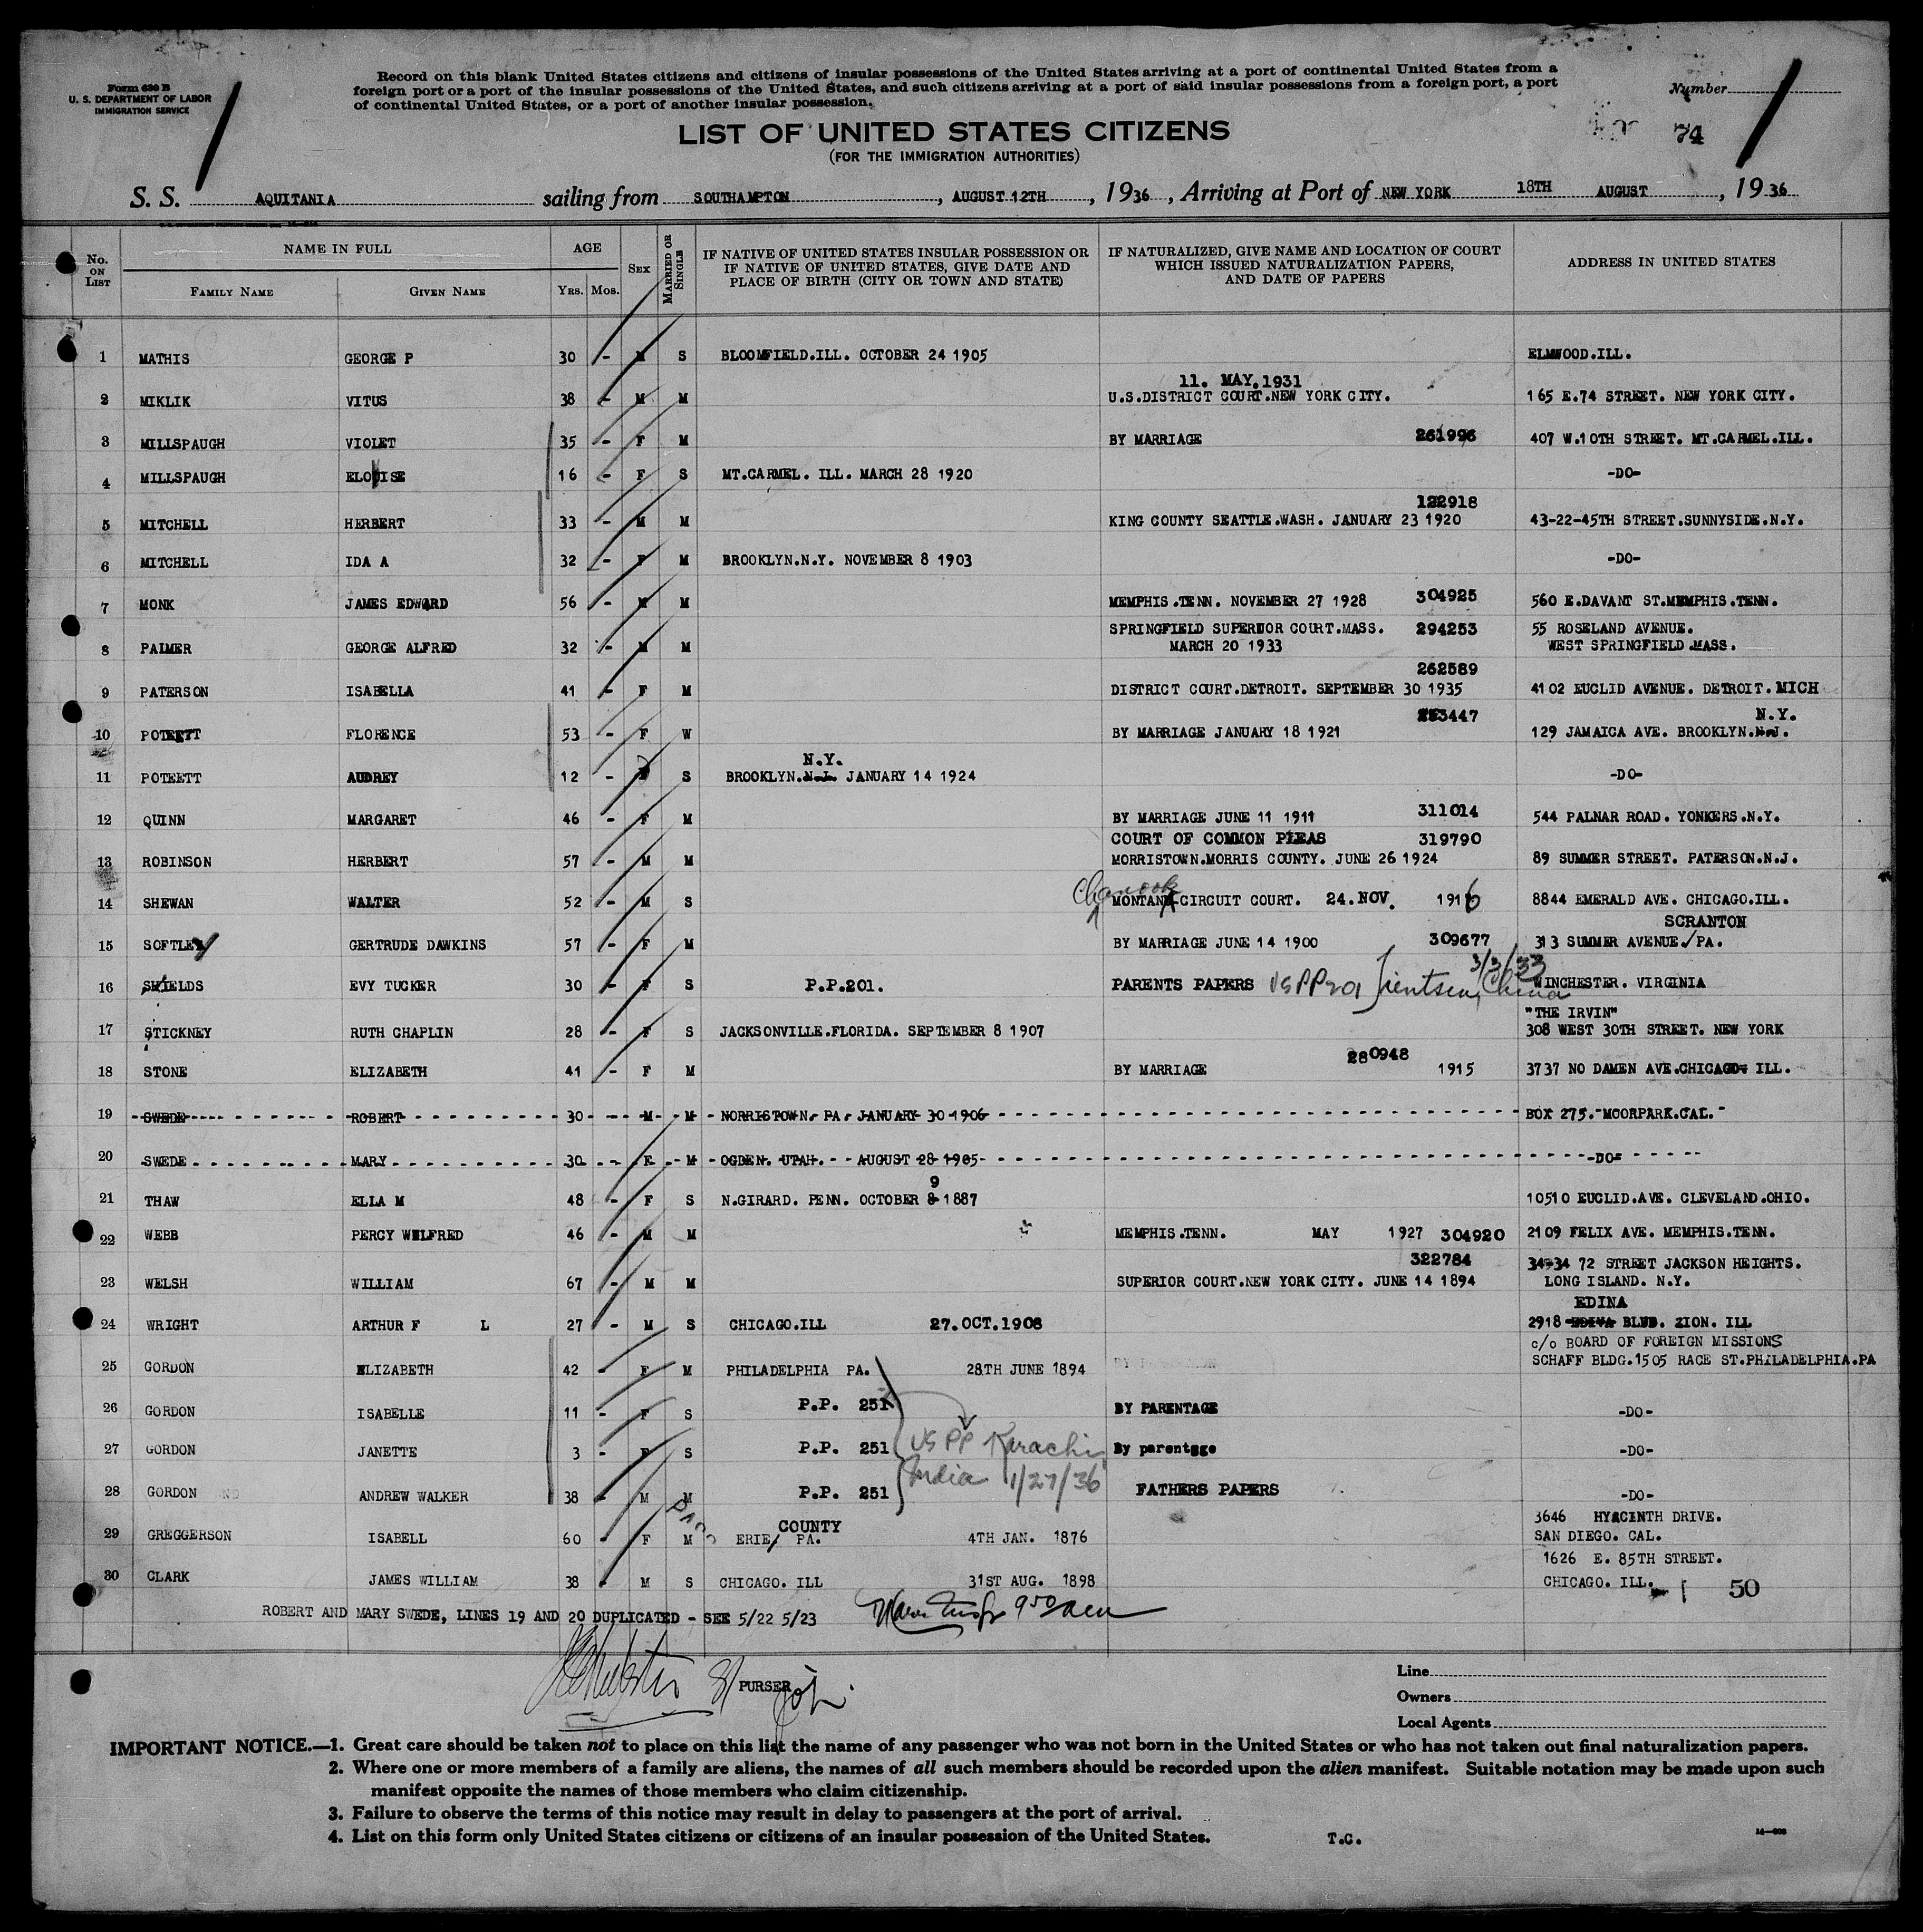 Form 630 B
U. S. DEPARTMENT OF LABOR
IMMIGRATION SERVICE
Record on this blank United States citizens and citizens of insular possessions of the United States arriving at a port of continental United States from a
foreign port or a port of the insular possessions of the United States, and such citizens arriving at a port of said insular possessions from a foreign port, a port
of continental United States, or a port of another insular possession.
Number
LIST OF UNITED STATES CITIZENS
74
(FOR THE IMMIGRATION AUTHORITIES)
S. S. AQUITANIA sailing from SOUTHAMPTON, AUGUST 12TH, 1936, Arriving at Port of NEW YORK 18TH AUGUST, 1936
No. ON LIST NAME IN FULL FAMILY NAME GIVEN NAME AGE YRS. MOS. SEX MARRIED OR SINGLE
IF NATIVE OF UNITED STATES INSULAR POSSESSION OR IF NATIVE OF UNITED STATES, GIVE DATE AND PLACE OF BIRTH (CITY OR TOWN AND STATE)
IF NATURALIZED, GIVE NAME AND LOCATION OF COURT WHICH ISSUED NATURALIZATION PAPERS, AND DATE OF PAPERS
ADDRESS IN UNITED STATES
1 MATHIS GEORGE P 30 - M S BLOOMFIELD.ILL. OCTOBER 24 1905 ELMWOOD.ILL.
11. MAY.1931
2 MIKLIK VITUS 38 - M M U.S.DISTRICT COURT.NEW YORK CITY. 165 E.74 STREET. NEW YORK CITY.
3 MILLSPAUGH VIOLET 35 - F M BY MARRIAGE 261996 407 W.10TH STREET. MT.CARMEL.ILL.
4 MILLSPAUGH ELOUISE 16 - F S MT.CARMEL. ILL. MARCH 28 1920 -DO-
122918
5 MITCHELL HERBERT 33 - M M KING COUNTY SEATTLE.WASH. JANUARY 23 1920 43-22-45TH STREET.SUNNYSIDE.N.Y.
6 MITCHELL IDA A 32 - F M BROOKLYN.N.Y. NOVEMBER 8 1903 -DO-
7 MONK JAMES EDWARD 56 - M M MEMPHIS.TENN. NOVEMBER 27 1928 304925 560 E.DAVANT ST.MEMPHIS.TENN.
SPRINGFIELD SUPERIOR COURT.MASS. 294253 55 ROSELAND AVENUE.
8 PALMER GEORGE ALFRED 32 - M M MARCH 20 1933 WEST SPRINGFIELD.MASS.
262589
9 PATERSON ISABELLA 41 - F M DISTRICT COURT.DETROIT. SEPTEMBER 30 1935 4102 EUCLID AVENUE. DETROIT.MICH
253447 N.Y.
10 POTEETT FLORENCE 53 - F W BY MARRIAGE JANUARY 18 1921 129 JAMAICA AVE. BROOKLYN.N.J.
N.Y.
11 POTEETT AUDREY 12 - F S BROOKLYN.N.J. JANUARY 14 1924 -DO-
12 QUINN MARGARET 46 - F M BY MARRIAGE JUNE 11 1911 311014 544 PALNAR ROAD. YONKERS.N.Y.
COURT OF COMMON PLEAS 319790
13 ROBINSON HERBERT 57 - M M MORRISTOWN.MORRIS COUNTY. JUNE 26 1924 89 SUMMER STREET. PATERSON.N.J.
14 SHEWAN WALTER 52 - M S MONTANA CIRCUIT COURT. 24.NOV. 1916 8844 EMERALD AVE. CHICAGO.ILL.
SCRANTON
15 SOFTLEY GERTRUDE DAWKINS 57 - F M BY MARRIAGE JUNE 14 1900 309677 313 SUMMER AVENUE PA.
3/3/33
16 SHIELDS EVY TUCKER 30 - F S P.P.201. PARENTS PAPERS US PP 201 Tientsin, China WINCHESTER. VIRGINIA
"THE IRVIN"
17 STICKNEY RUTH CHAPLIN 28 - F S JACKSONVILLE.FLORIDA. SEPTEMBER 8 1907 308 WEST 30TH STREET. NEW YORK
280948
18 STONE ELIZABETH 41 - F M BY MARRIAGE 1915 3737 NO DAMEN AVE.CHICAGO- ILL.
19 SWEDE ROBERT 30 - M M NORRISTOWN. PA. JANUARY 30 1906 BOX 275. MOORPARK.CAL.
20 SWEDE MARY 30 - F M OGDEN. UTAH. AUGUST 28 1905 -DO-
9
21 THAW ELLA M 48 - F S N.GIRARD. PENN. OCTOBER 8 1887 10510 EUCLID.AVE. CLEVELAND.OHIO.
22 WEBB PERCY WILFRED 46 - M M MEMPHIS.TENN. MAY 1927 304920 2109 FELIX AVE. MEMPHIS.TENN.
322784 34-34 72 STREET JACKSON HEIGHTS.
23 WELSH WILLIAM 67 - M M SUPERIOR COURT.NEW YORK CITY. JUNE 14 1894 LONG ISLAND. N.Y.
EDINA
24 WRIGHT ARTHUR F L 27 - M S CHICAGO.ILL 27.OCT.1908 2918 EDIVA BLVD. ZION. ILL
c/o BOARD OF FOREIGN MISSIONS
25 GORDON ELIZABETH 42 - F M PHILADELPHIA PA. 28TH JUNE 1894 SCHAFF BLDG.1505 RACE ST.PHILADELPHIA.PA
26 GORDON ISABELLE 11 - F S P.P. 251 BY PARENTAGE -DO-
27 GORDON JANETTE 3 - F S P.P. 251 US PP Karachi By parentage -DO-
India 1/27/36
28 GORDON ANDREW WALKER 38 - M M P.P. 251 FATHERS PAPERS -DO-
COUNTY 3646 HYACINTH DRIVE.
29 GREGGERSON ISABELL 60 - F M ERIE PA. 4TH JAN. 1876 SAN DIEGO. CAL.
1626 E. 85TH STREET.
30 CLARK JAMES WILLIAM 38 - M S CHICAGO. ILL 31ST AUG. 1898 CHICAGO. ILL.
50
ROBERT AND MARY SWEDE, LINES 19 AND 20 DUPLICATED - SEE 5/22 5/23
PURSER
Line
Owners
Local Agents
IMPORTANT NOTICE.—1. Great care should be taken not to place on this list the name of any passenger who was not born in the United States or who has not taken out final naturalization papers.
2. Where one or more members of a family are aliens, the names of all such members should be recorded upon the alien manifest. Suitable notation may be made upon such
manifest opposite the names of those members who claim citizenship.
3. Failure to observe the terms of this notice may result in delay to passengers at the port of arrival.
4. List on this form only United States citizens or citizens of an insular possession of the United States.
T.C.